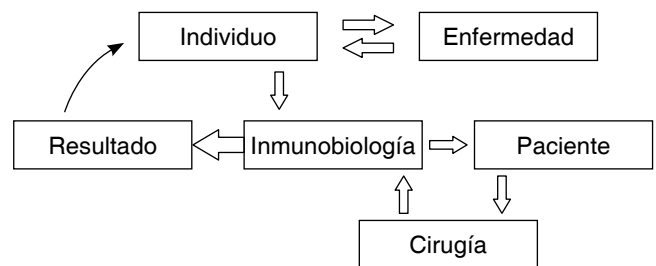 Individuo
Enfermedad
Resultado
Inmunobiología
Paciente
Cirugía